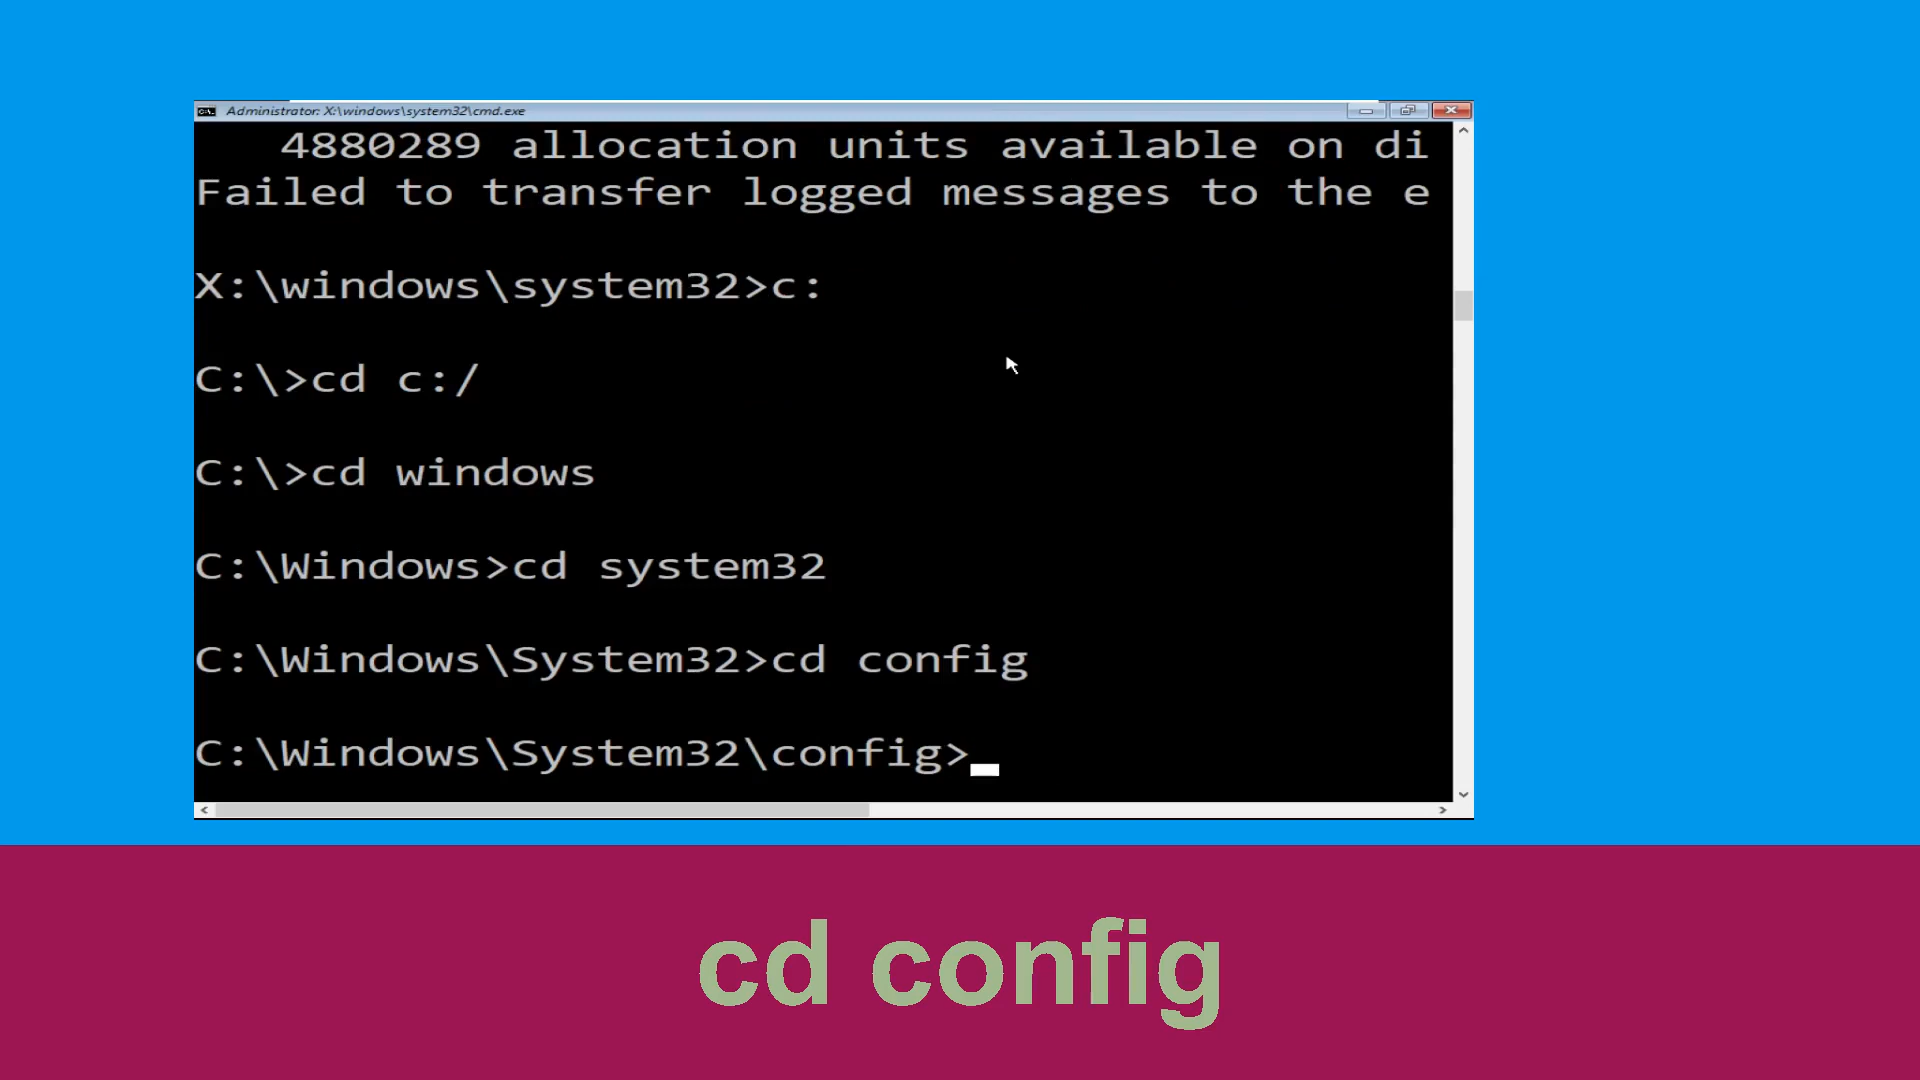 Administrator: X:\windows\system32\cmd.exe
4880289 allocation units available on di
Failed to transfer logged messages to the e
X:\windows\system32>c:
C:\>cd c:/
C:\>cd windows
C:\Windows>cd system32
C:\Windows\System32>cd config
C:\Windows\System32\config>
cd config